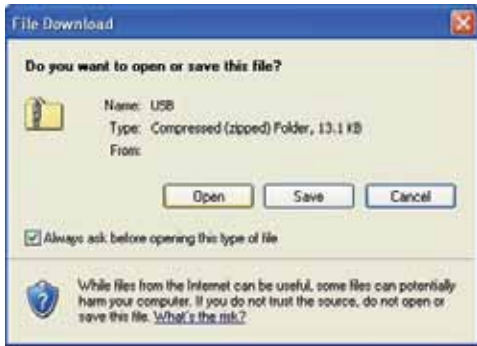 File Download
Do you want to open or save this file?
Name: USB
Type: Compressed (zipped) Folder, 13.1 KB
From:
Open Save Cancel
Always ask before opening this type of file
While files from the Internet can be useful, some files can potentially
harm your computer. If you do not trust the source, do not open or
save this file. What's the risk?